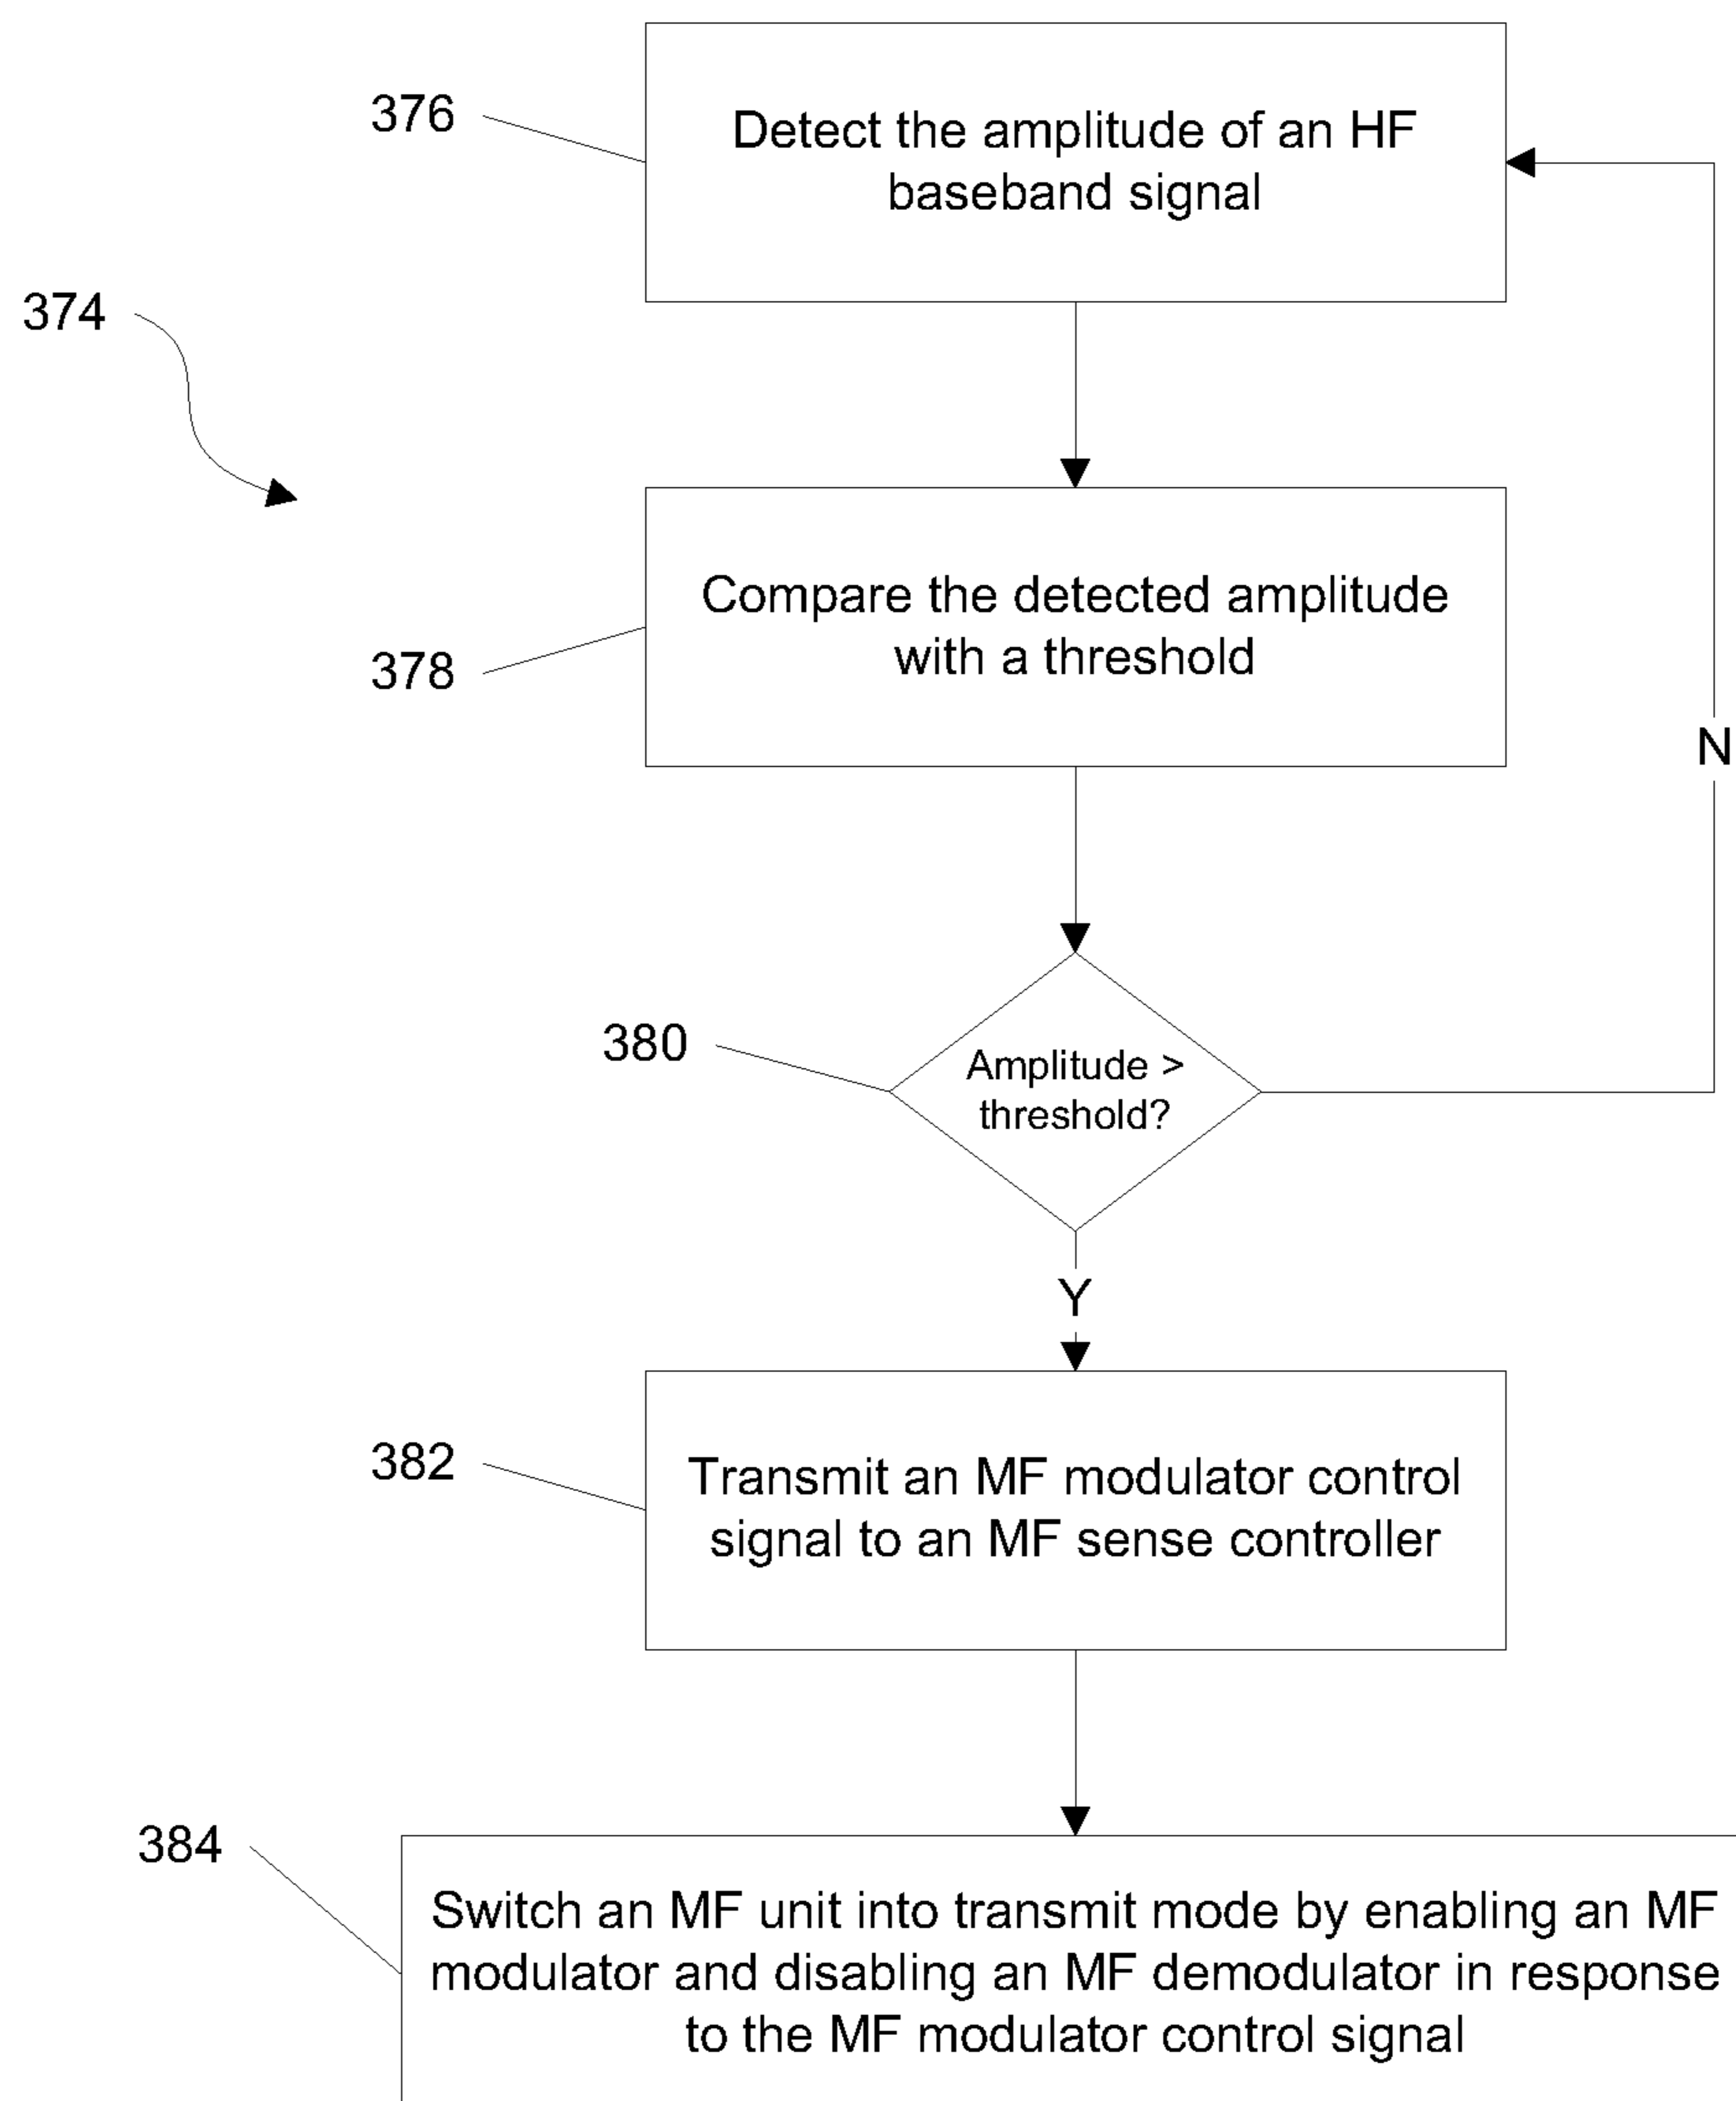 376
Detect the amplitude of an HF
baseband signal
374
Compare the detected amplitude
with a threshold
378
N
380
Amplitude >
threshold?
Y
382
Transmit an MF modulator control
signal to an MF sense controller
384
Switch an MF unit into transmit mode by enabling an MF
modulator and disabling an MF demodulator in response
to the MF modulator control signal